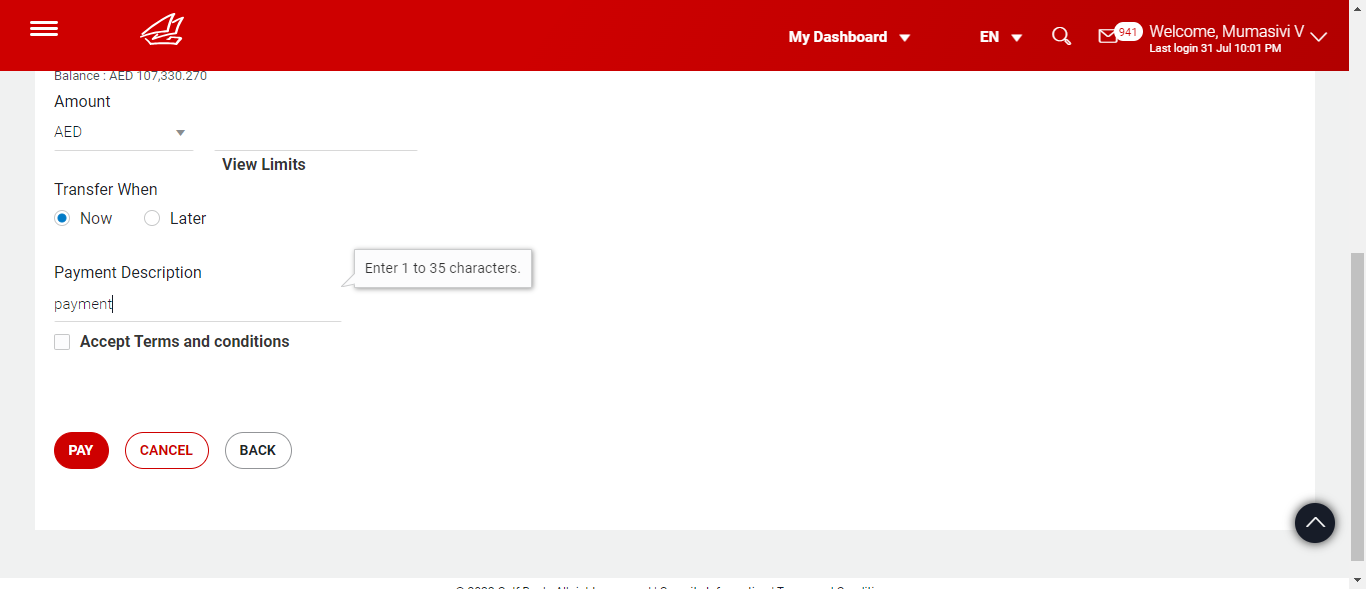 My Dashboard
EN
941
Welcome, Mumasivi V
Last login 31 Jul 10:01 PM
Balance : AED 107,330.270
Amount
AED
View Limits
Transfer When
Now Later
Enter 1 to 35 characters.
Payment Description
payment
Accept Terms and conditions
PAY CANCEL BACK